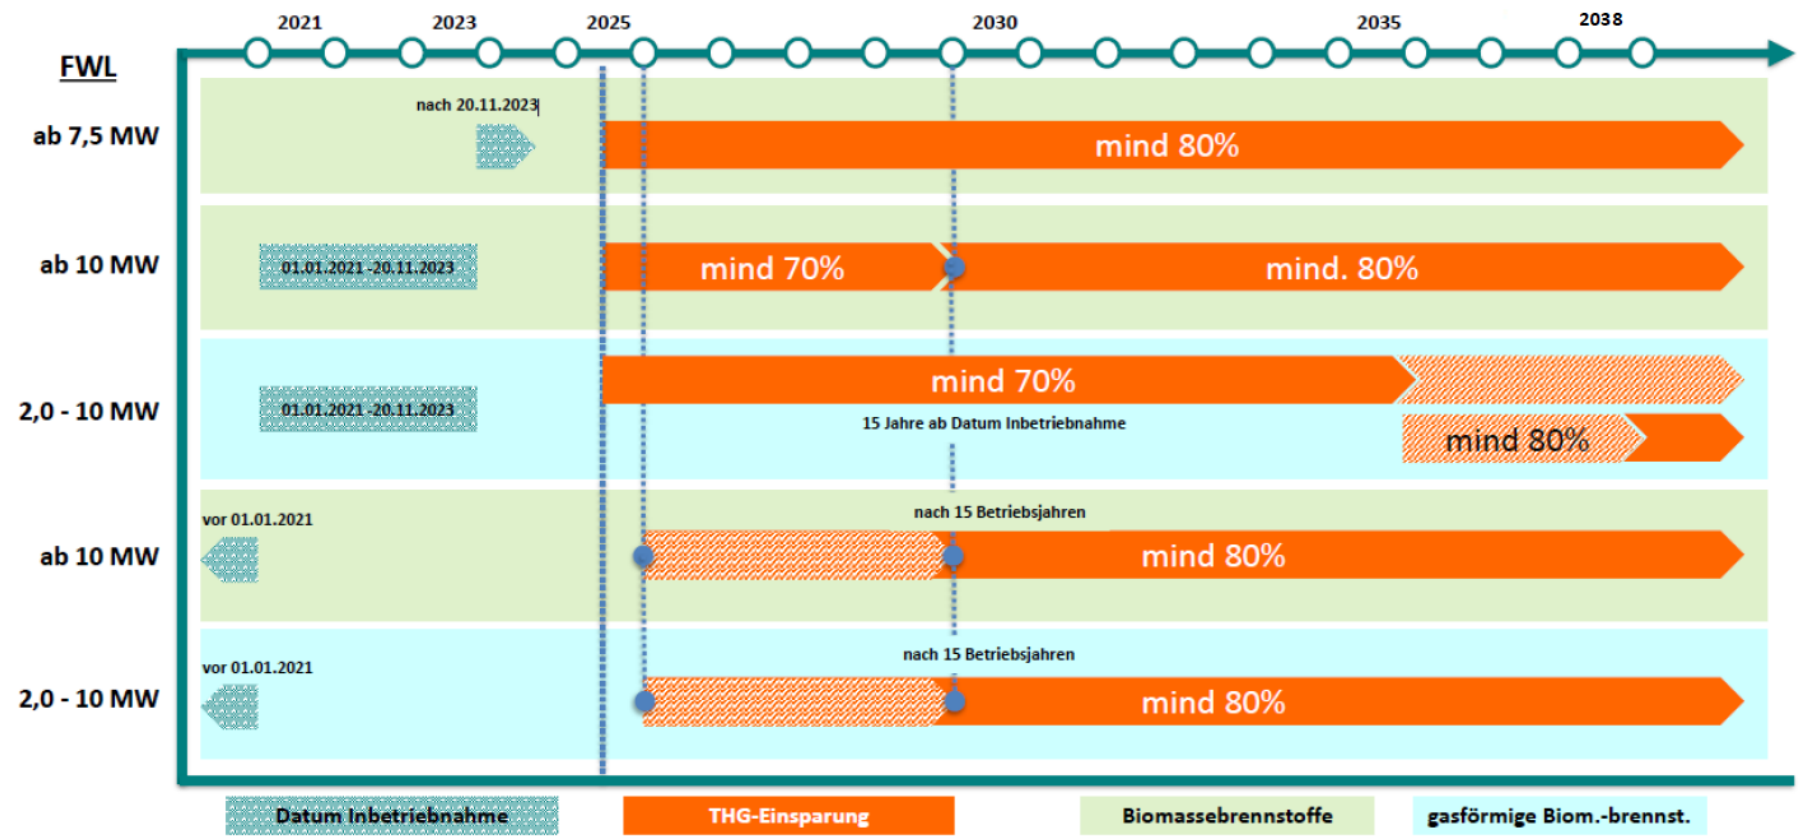 2021 2023 2025 2030 2035 2038
FWL
nach 20.11.2023
ab 7,5 MW
mind 80%
ab 10 MW
01.01.2021 -20.11.2023
mind 70%
mind. 80%
2,0 - 10 MW
01.01.2021 -20.11.2023
mind 70%
15 Jahre ab Datum Inbetriebnahme
mind 80%
vor 01.01.2021
nach 15 Betriebsjahren
ab 10 MW
mind 80%
vor 01.01.2021
nach 15 Betriebsjahren
2,0 - 10 MW
mind 80%
Datum Inbetriebnahme
THG-Einsparung
Biomassebrennstoffe
gasförmige Biom.-brennst.